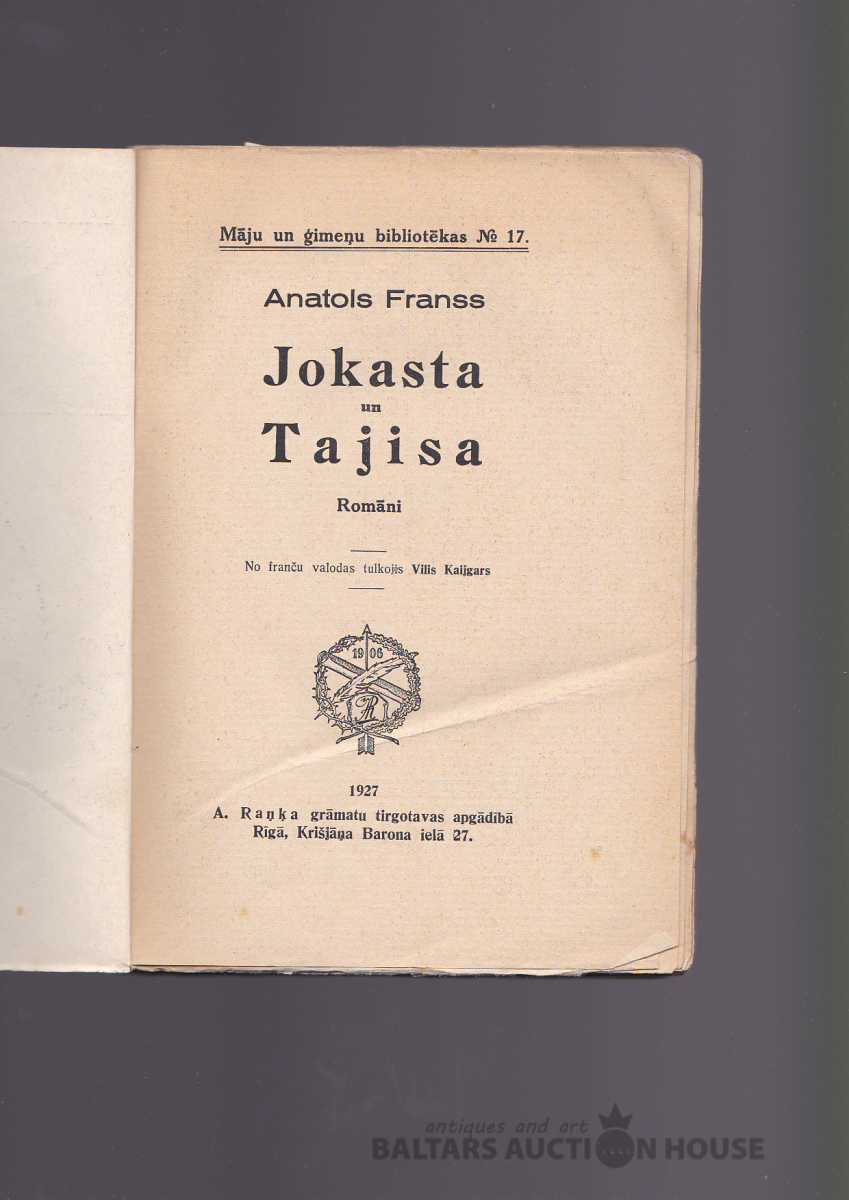 Māju un ģimeņu bibliotēkas № 17.
Anatols Franss
Jokasta
un
Tajisa
Romāni
No franču valodas tulkojis Vilis Kaijgars
1906
1927
A. Raņķa grāmatu tirgotavas apgādībā
Rīgā, Krišjāņa Barona ielā 27.
antiques and art
BALTARS AUCTION HOUSE